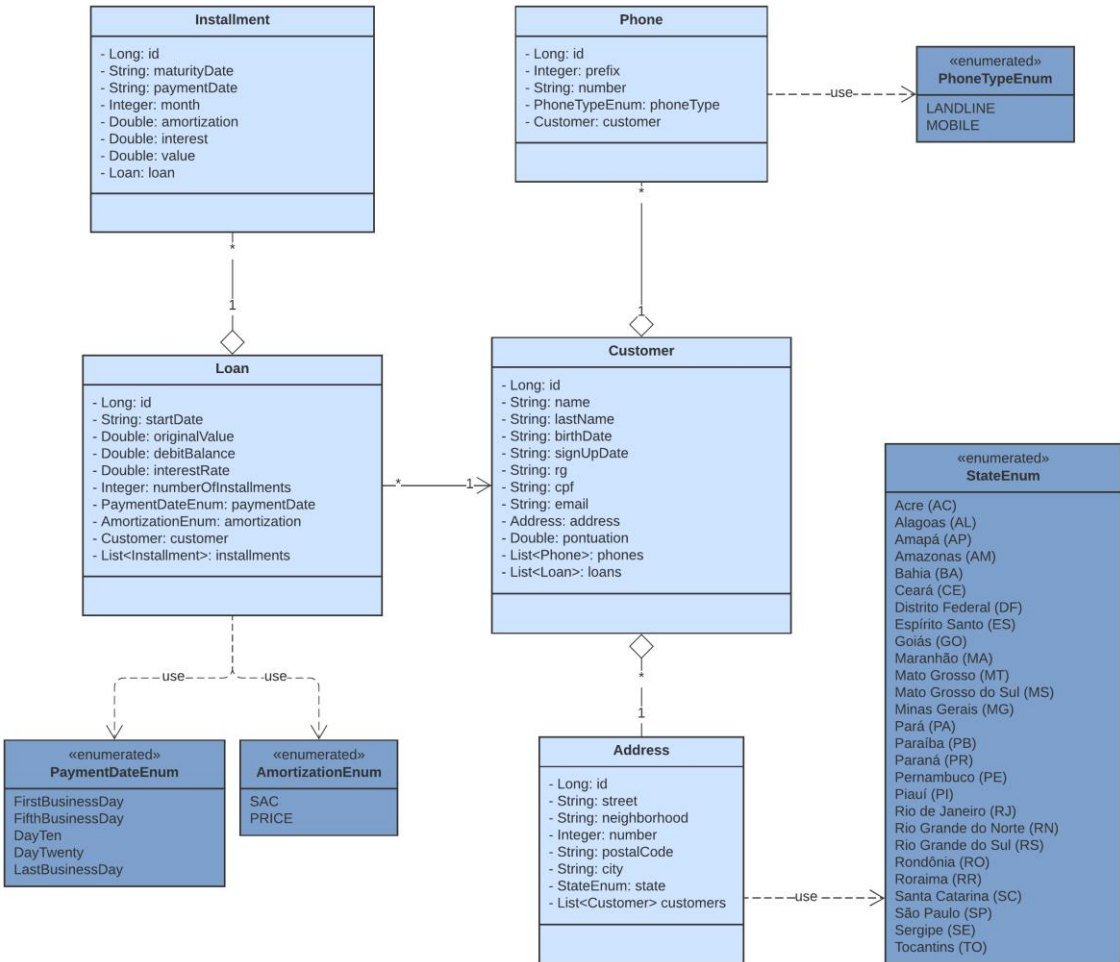 Installment
- Long: id
- String: maturityDate
- String: paymentDate
- Integer: month
- Double: amortization
- Double: interest
- Double: value
- Loan: loan
Phone
- Long: id
- Integer: prefix
- String: number
- PhoneTypeEnum: phoneType
- Customer: customer
use
«enumerated»
PhoneTypeEnum
LANDLINE
MOBILE
*
1
*
1
Loan
- Long: id
- String: startDate
- Double: originalValue
- Double: debitBalance
- Double: interestRate
- Integer: numberOfInstallments
- PaymentDateEnum: paymentDate
- AmortizationEnum: amortization
- Customer: customer
- List<Installment>: installments
*
1
Customer
- Long: id
- String: name
- String: lastName
- String: birthDate
- String: signUpDate
- String: rg
- String: cpf
- String: email
- Address: address
- Double: pontuation
- List<Phone>: phones
- List<Loan>: loans
«enumerated»
StateEnum
Acre (AC)
Alagoas (AL)
Amapá (AP)
Amazonas (AM)
Bahia (BA)
Ceará (CE)
Distrito Federal (DF)
Espírito Santo (ES)
Goiás (GO)
Maranhão (MA)
Mato Grosso (MT)
Mato Grosso do Sul (MS)
Minas Gerais (MG)
Pará (PA)
Paraíba (PB)
Paraná (PR)
Pernambuco (PE)
Piauí (PI)
Rio de Janeiro (RJ)
Rio Grande do Norte (RN)
Rio Grande do Sul (RS)
Rondônia (RO)
Roraima (RR)
Santa Catarina (SC)
São Paulo (SP)
Sergipe (SE)
Tocantins (TO)
use
use
*
1
«enumerated»
PaymentDateEnum
FirstBusinessDay
FifthBusinessDay
DayTen
DayTwenty
LastBusinessDay
«enumerated»
AmortizationEnum
SAC
PRICE
Address
- Long: id
- String: street
- String: neighborhood
- Integer: number
- String: postalCode
- String: city
- StateEnum: state
- List<Customer> customers
use